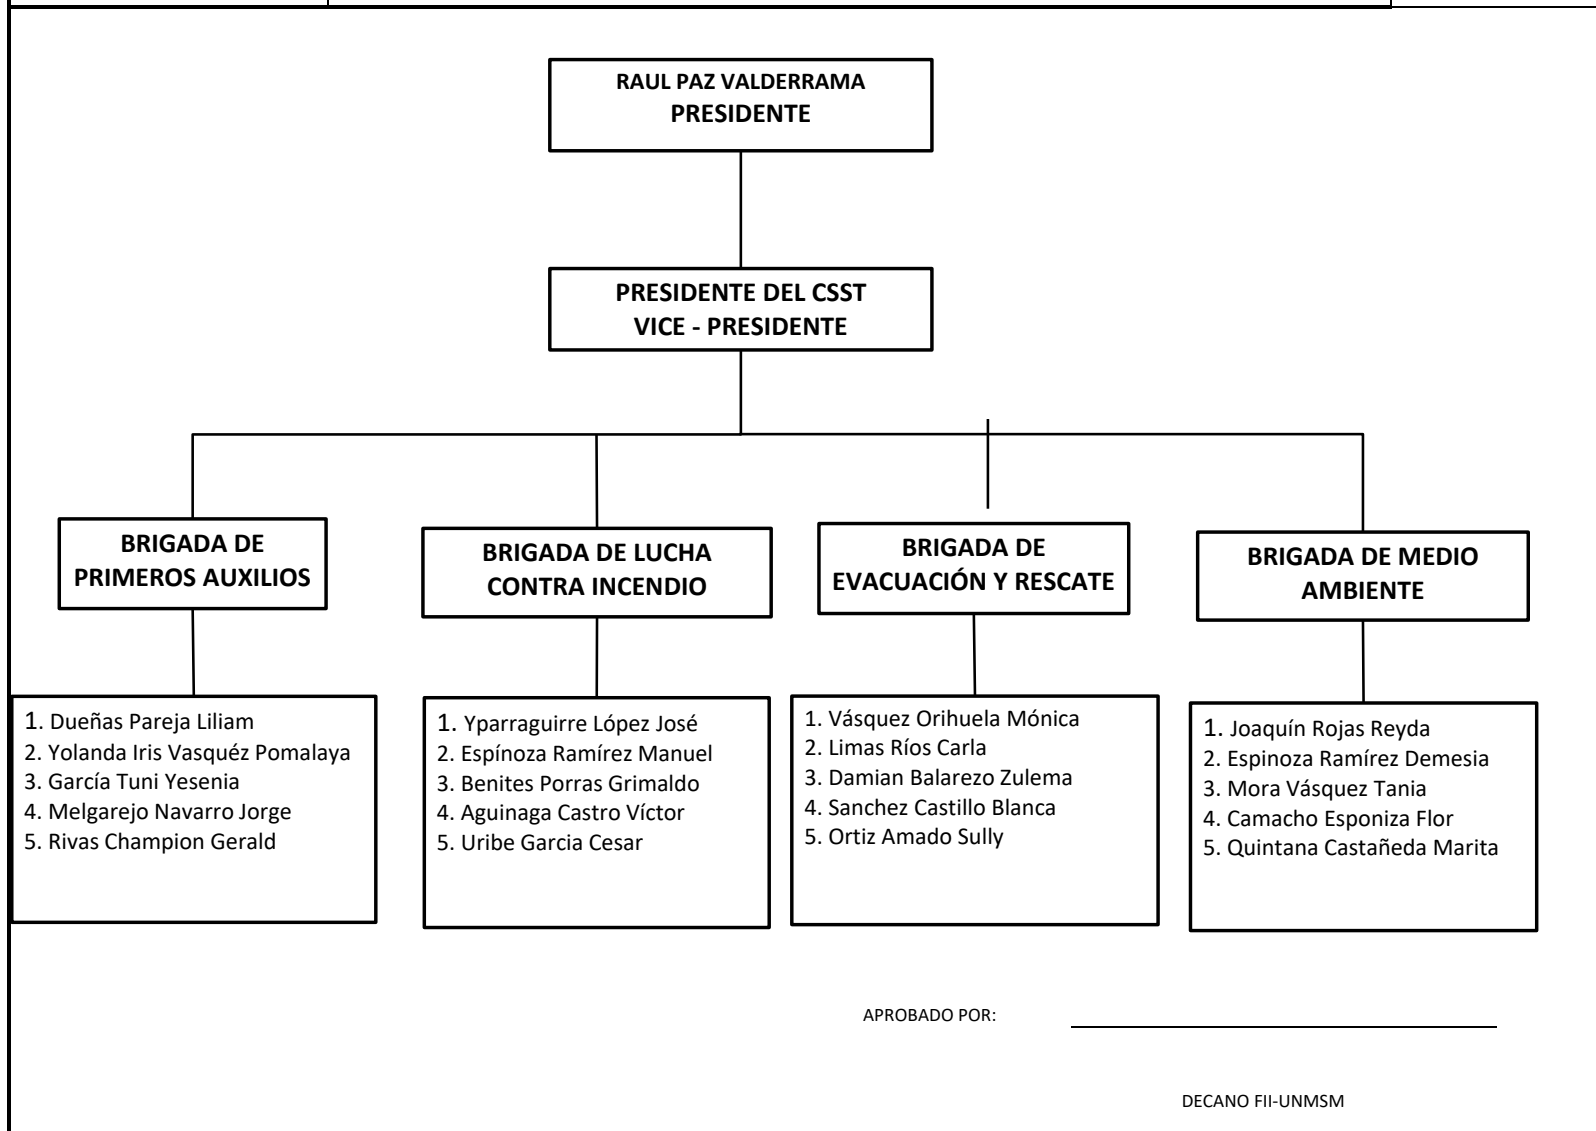 RAUL PAZ VALDERRAMA
PRESIDENTE
PRESIDENTE DEL CSST
VICE - PRESIDENTE
BRIGADA DE
PRIMEROS AUXILIOS
BRIGADA DE LUCHA
CONTRA INCENDIO
BRIGADA DE
EVACUACIÓN Y RESCATE
BRIGADA DE MEDIO
AMBIENTE
1. Dueñas Pareja Liliam
2. Yolanda Iris Vasquéz Pomalaya
3. García Tuni Yesenia
4. Melgarejo Navarro Jorge
5. Rivas Champion Gerald
1. Yparraguirre López José
2. Espínoza Ramírez Manuel
3. Benites Porras Grimaldo
4. Aguinaga Castro Víctor
5. Uribe Garcia Cesar
1. Vásquez Orihuela Mónica
2. Limas Ríos Carla
3. Damian Balarezo Zulema
4. Sanchez Castillo Blanca
5. Ortiz Amado Sully
1. Joaquín Rojas Reyda
2. Espinoza Ramírez Demesia
3. Mora Vásquez Tania
4. Camacho Esponiza Flor
5. Quintana Castañeda Marita
APROBADO POR:
DECANO FII-UNMSM